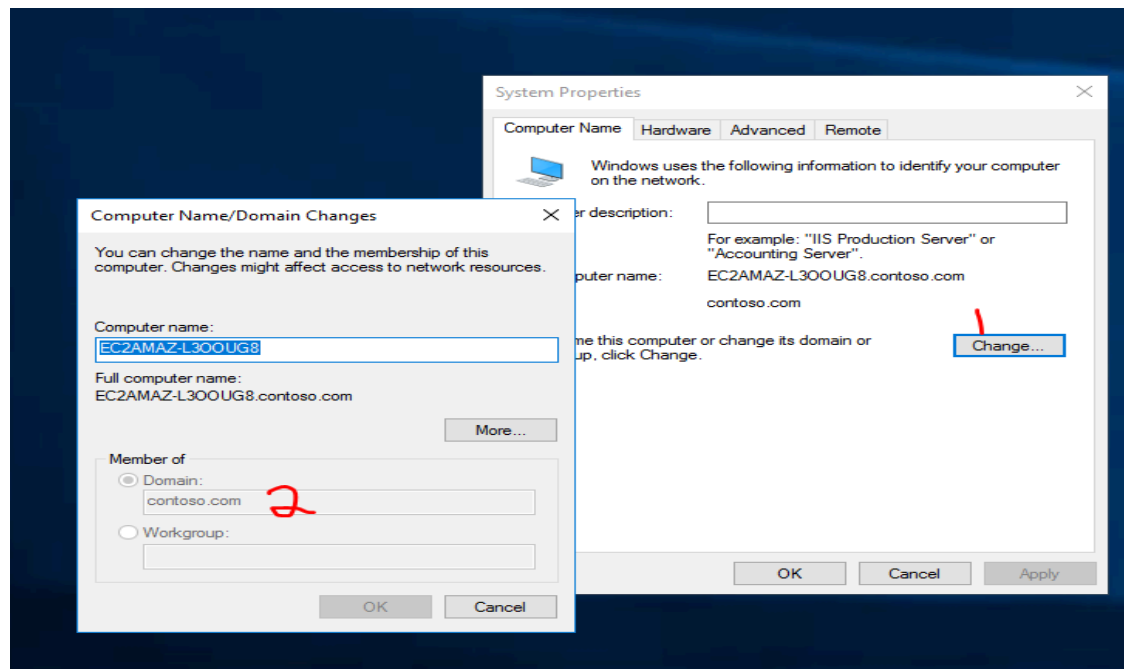 System Properties
Computer Name Hardware Advanced Remote
Windows uses the following information to identify your computer
on the network.
er description:
For example: "IIS Production Server" or
"Accounting Server".
puter name: EC2AMAZ-L3OOUG8.contoso.com
contoso.com
me this computer or change its domain or
up, click Change.
1
Change...
OK Cancel Apply
Computer Name/Domain Changes
You can change the name and the membership of this
computer. Changes might affect access to network resources.
Computer name:
EC2AMAZ-L3OOUG8
Full computer name:
EC2AMAZ-L3OOUG8.contoso.com
More...
Member of
Domain:
contoso.com
2
Workgroup:
OK Cancel